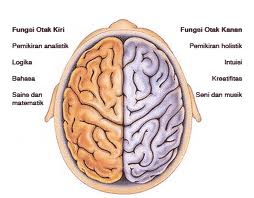 Fungsi Otak Kiri
Pemikiran analistik
Logika
Bahasa
Sains dan
matematik
Fungsi Otak Kanan
Pemikiran holistik
Intuisi
Kreatifitas
Seni dan musik